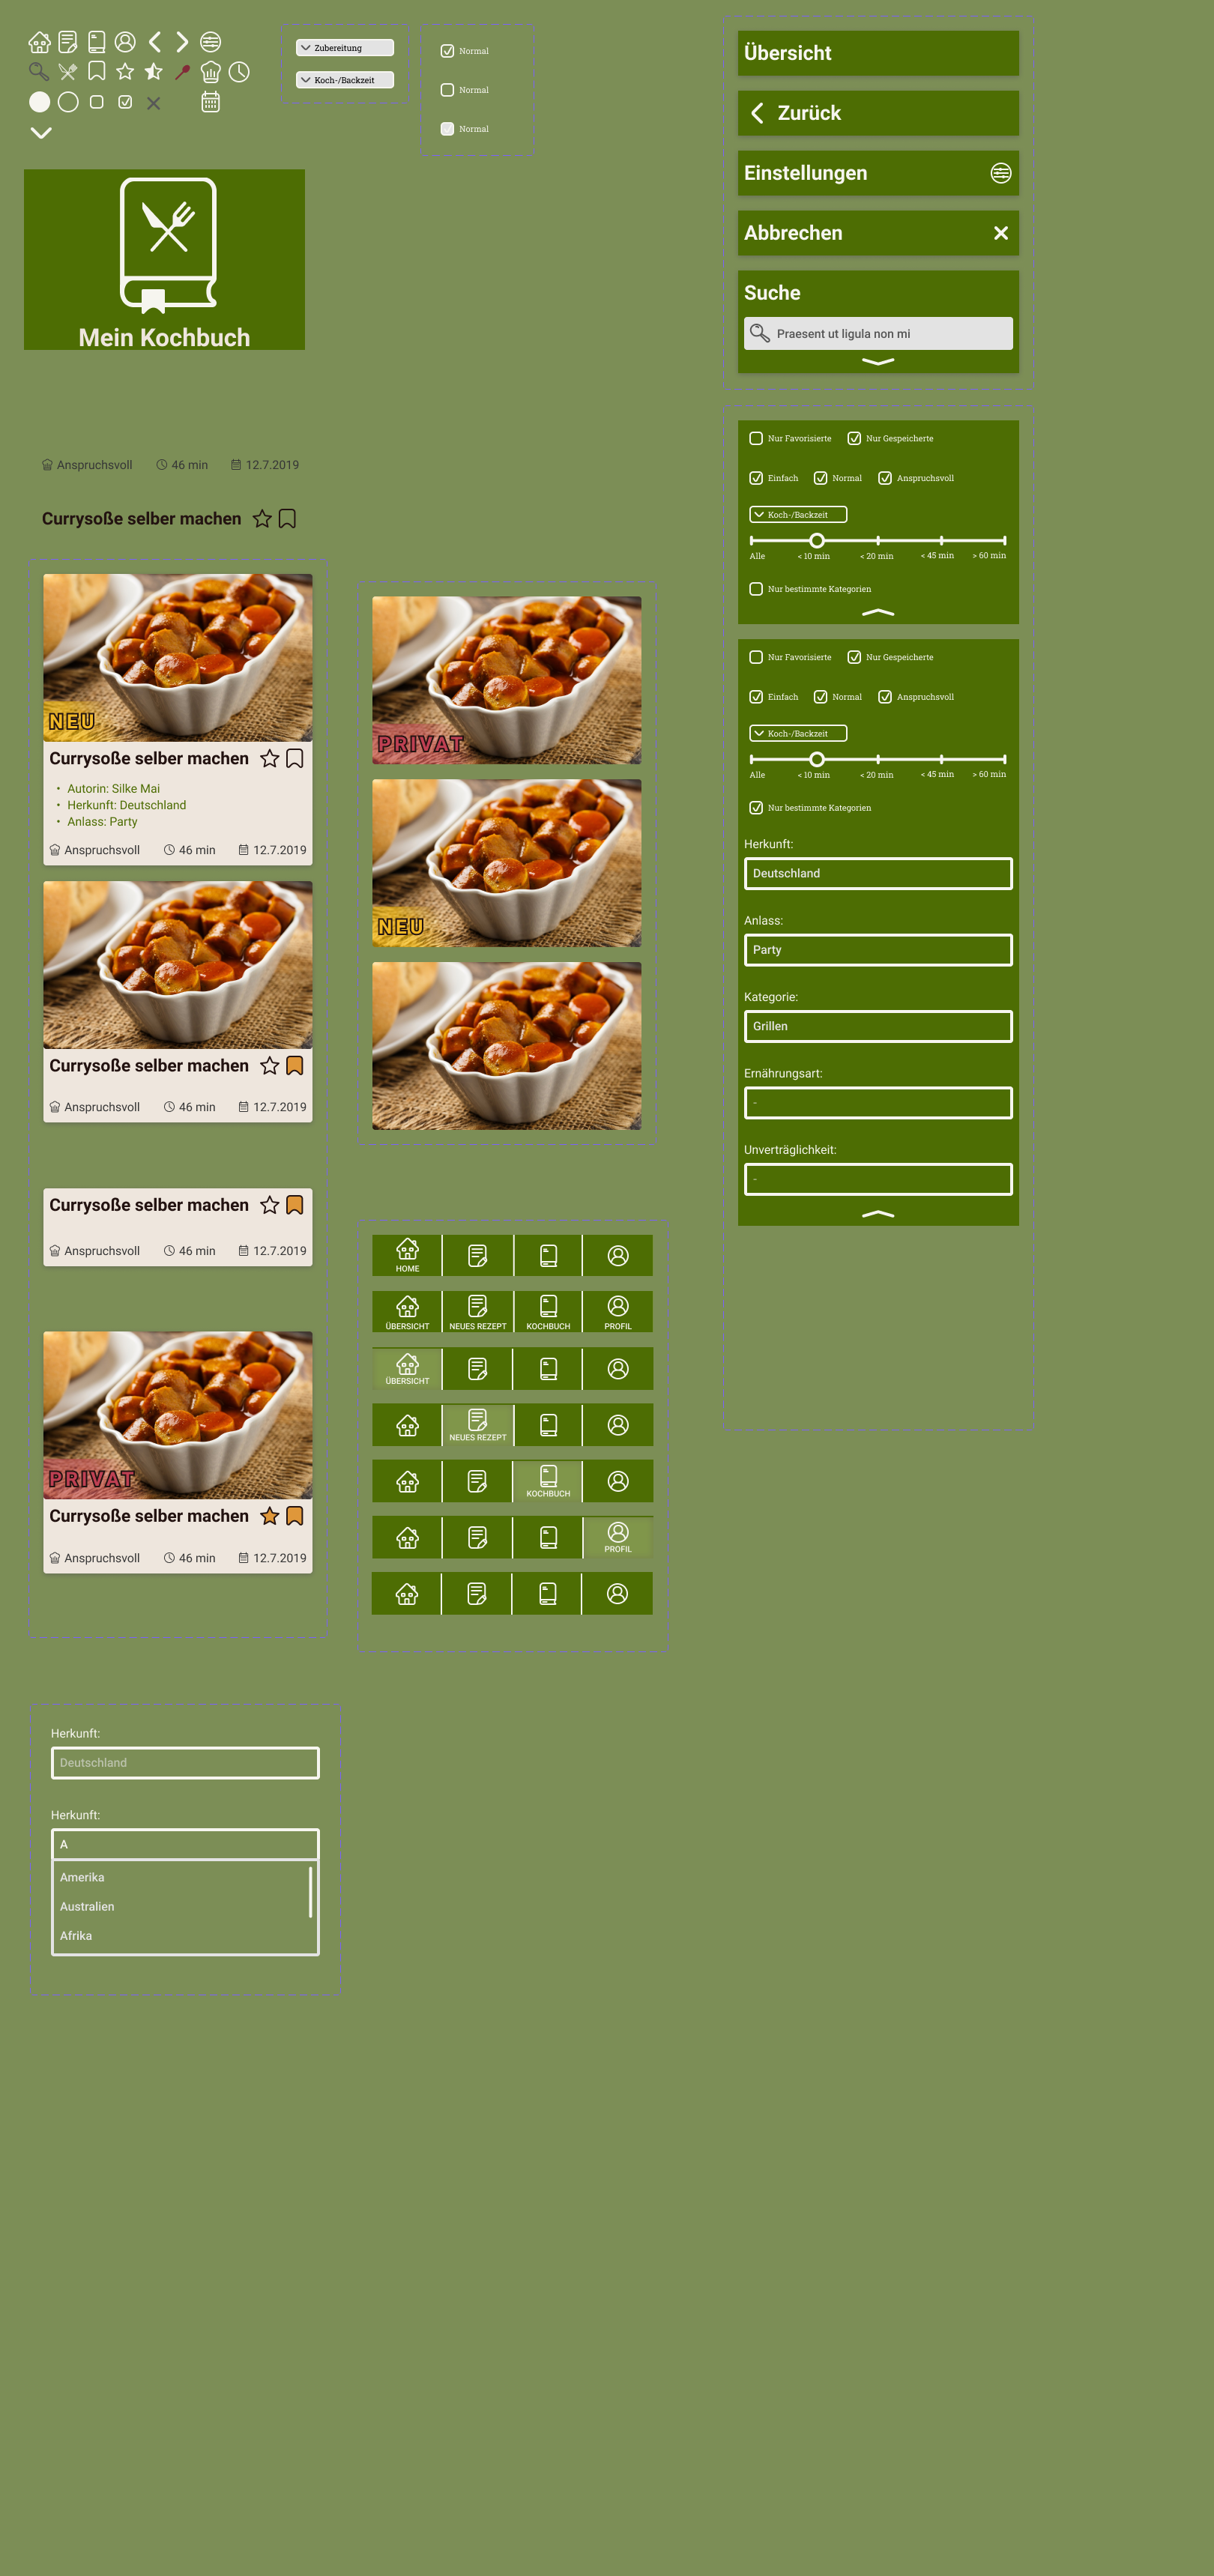 Zubereitung
Koch-/Backzeit
Normal
Normal
Normal
Mein Kochbuch
Übersicht
Zurück
Einstellungen
Abbrechen
Suche
Praesent ut ligula non mi
Anspruchsvoll 46 min 12.7.2019
Currysoße selber machen
NEU
Currysoße selber machen
• Autorin: Silke Mai
• Herkunft: Deutschland
• Anlass: Party
Anspruchsvoll 46 min 12.7.2019
Currysoße selber machen
Anspruchsvoll 46 min 12.7.2019
Currysoße selber machen
Anspruchsvoll 46 min 12.7.2019
PRIVAT
Currysoße selber machen
Anspruchsvoll 46 min 12.7.2019
PRIVAT
NEU
HOME
ÜBERSICHT NEUES REZEPT KOCHBUCH PROFIL
ÜBERSICHT
NEUES REZEPT
KOCHBUCH
PROFIL
Nur Favorisierte Nur Gespeicherte
Einfach Normal Anspruchsvoll
Koch-/Backzeit
Alle < 10 min < 20 min < 45 min > 60 min
Nur bestimmte Kategorien
Nur Favorisierte Nur Gespeicherte
Einfach Normal Anspruchsvoll
Koch-/Backzeit
Alle < 10 min < 20 min < 45 min > 60 min
Nur bestimmte Kategorien
Herkunft:
Deutschland
Anlass:
Party
Kategorie:
Grillen
Ernährungsart:
-
Unverträglichkeit:
-
Herkunft:
Deutschland
Herkunft:
A
Amerika
Australien
Afrika